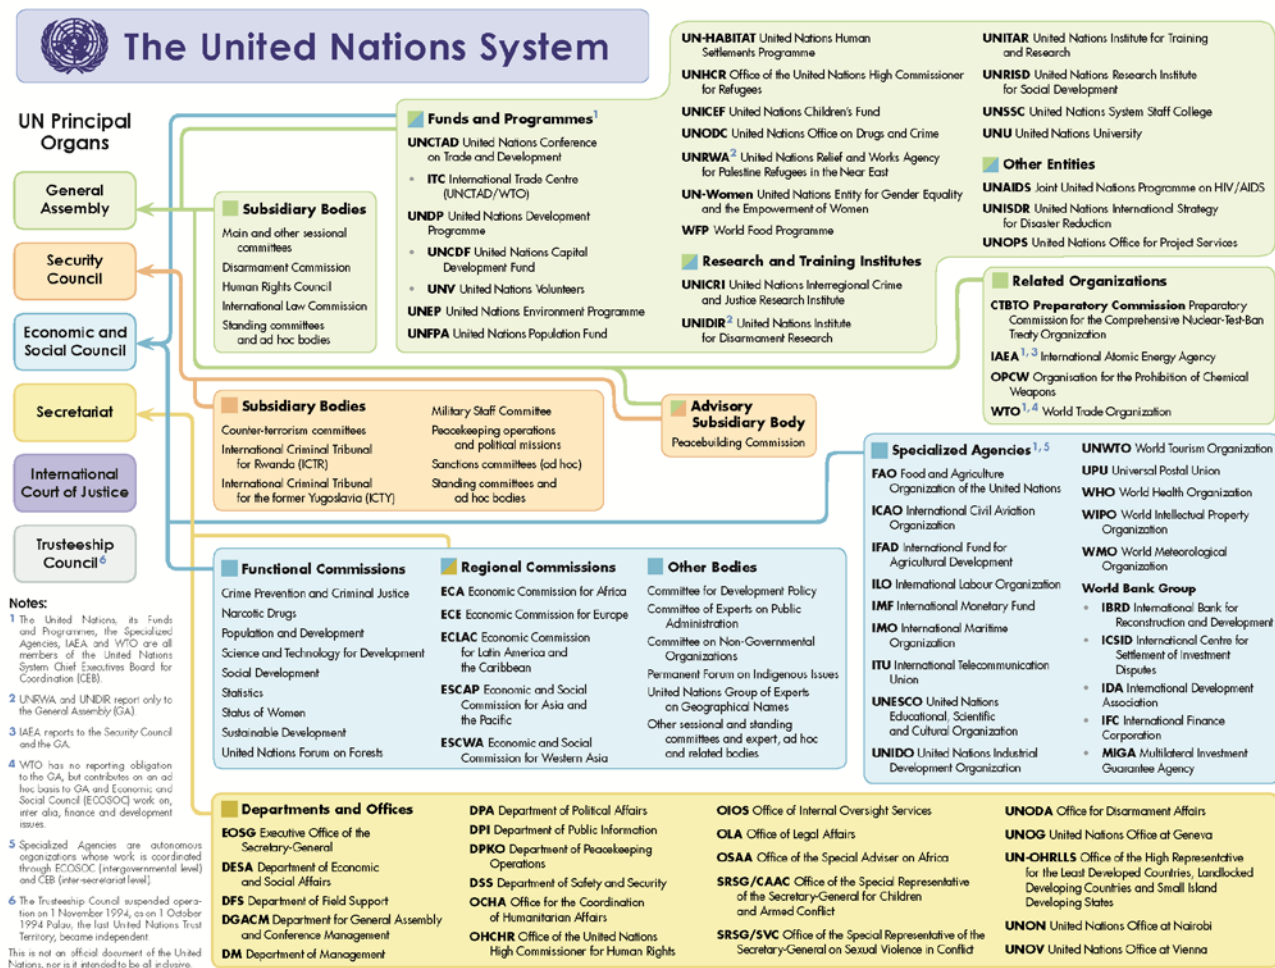 The United Nations System
UN Principal
Organs
General
Assembly
Security
Council
Economic and
Social Council
Secretariat
International
Court of Justice
Trusteeship
Council6
Notes:
1 The United Nations, its Funds
and Programmes, the Specialized
Agencies, IAEA and WTO are all
members of the United Nations
System Chief Executives Board for
Coordination (CEB).
2 UNRWA and UNIDIR report only to
the General Assembly (GA).
3 IAEA reports to the Security Council
and the GA.
4 WTO has no reporting obligation
to the GA, but contributes on an ad
hoc basis to GA and Economic and
Social Council (ECOSOC) work on,
inter alia, finance and development
issues.
5 Specialized Agencies are autonomous
organizations whose work is coordinated
through ECOSOC (intergovernmental level)
and CEB (inter-secretariat level).
6 The Trusteeship Council suspended opera-
tion on 1 November 1994, as on 1 October
1994 Palau, the last United Nations Trust
Territory, became independent.
This is not an official document of the United
Nations, nor is it intended to be all inclusive.
Subsidiary Bodies
Main and other sessional
committees
Disarmament Commission
Human Rights Council
International Law Commission
Standing committees
and ad hoc bodies
Funds and Programmes1
UNCTAD United Nations Conference
on Trade and Development
• ITC International Trade Centre
(UNCTAD/WTO)
UNDP United Nations Development
Programme
• UNCDF United Nations Capital
Development Fund
• UNV United Nations Volunteers
UNEP United Nations Environment Programme
UNFPA United Nations Population Fund
UN-HABITAT United Nations Human
Settlements Programme
UNHCR Office of the United Nations High Commissioner
for Refugees
UNICEF United Nations Children's Fund
UNODC United Nations Office on Drugs and Crime
UNRWA2 United Nations Relief and Works Agency
for Palestine Refugees in the Near East
UN-Women United Nations Entity for Gender Equality
and the Empowerment of Women
WFP World Food Programme
Research and Training Institutes
UNICRI United Nations Interregional Crime
and Justice Research Institute
UNIDIR2 United Nations Institute
for Disarmament Research
UNITAR United Nations Institute for Training
and Research
UNRISD United Nations Research Institute
for Social Development
UNSSC United Nations System Staff College
UNU United Nations University
Other Entities
UNAIDS Joint United Nations Programme on HIV/AIDS
UNISDR United Nations International Strategy
for Disaster Reduction
UNOPS United Nations Office for Project Services
Related Organizations
CTBTO Preparatory Commission Preparatory
Commission for the Comprehensive Nuclear-Test-Ban
Treaty Organization
IAEA1,3 International Atomic Energy Agency
OPCW Organisation for the Prohibition of Chemical
Weapons
WTO1,4 World Trade Organization
Subsidiary Bodies
Counter-terrorism committees
International Criminal Tribunal
for Rwanda (ICTR)
International Criminal Tribunal
for the former Yugoslavia (ICTY)
Military Staff Committee
Peacekeeping operations
and political missions
Sanctions committees (ad hoc)
Standing committees and
ad hoc bodies
Advisory
Subsidiary Body
Peacebuilding Commission
Specialized Agencies1,5
FAO Food and Agriculture
Organization of the United Nations
ICAO International Civil Aviation
Organization
IFAD International Fund for
Agricultural Development
ILO International Labour Organization
IMF International Monetary Fund
IMO International Maritime
Organization
ITU International Telecommunication
Union
UNESCO United Nations
Educational, Scientific
and Cultural Organization
UNIDO United Nations Industrial
Development Organization
UNWTO World Tourism Organization
UPU Universal Postal Union
WHO World Health Organization
WIPO World Intellectual Property
Organization
WMO World Meteorological
Organization
World Bank Group
• IBRD International Bank for
Reconstruction and Development
• ICSID International Centre for
Settlement of Investment
Disputes
• IDA International Development
Association
• IFC International Finance
Corporation
• MIGA Multilateral Investment
Guarantee Agency
Functional Commissions
Crime Prevention and Criminal Justice
Narcotic Drugs
Population and Development
Science and Technology for Development
Social Development
Statistics
Status of Women
Sustainable Development
United Nations Forum on Forests
Regional Commissions
ECA Economic Commission for Africa
ECE Economic Commission for Europe
ECLAC Economic Commission
for Latin America and
the Caribbean
ESCAP Economic and Social
Commission for Asia and
the Pacific
ESCWA Economic and Social
Commission for Western Asia
Other Bodies
Committee for Development Policy
Committee of Experts on Public
Administration
Committee on Non-Governmental
Organizations
Permanent Forum on Indigenous Issues
United Nations Group of Experts
on Geographical Names
Other sessional and standing
committees and expert, ad hoc
and related bodies
Departments and Offices
EOSG Executive Office of the
Secretary-General
DESA Department of Economic
and Social Affairs
DFS Department of Field Support
DGACM Department for General Assembly
and Conference Management
DM Department of Management
DPA Department of Political Affairs
DPI Department of Public Information
DPKO Department of Peacekeeping
Operations
DSS Department of Safety and Security
OCHA Office for the Coordination
of Humanitarian Affairs
OHCHR Office of the United Nations
High Commissioner for Human Rights
OIOS Office of Internal Oversight Services
OLA Office of Legal Affairs
OSAA Office of the Special Adviser on Africa
SRSG/CAAC Office of the Special Representative
of the Secretary-General for Children
and Armed Conflict
SRSG/SVC Office of the Special Representative of the
Secretary-General on Sexual Violence in Conflict
UNODA Office for Disarmament Affairs
UNOG United Nations Office at Geneva
UN-OHRLLS Office of the High Representative
for the Least Developed Countries, Landlocked
Developing Countries and Small Island
Developing States
UNON United Nations Office at Nairobi
UNOV United Nations Office at Vienna